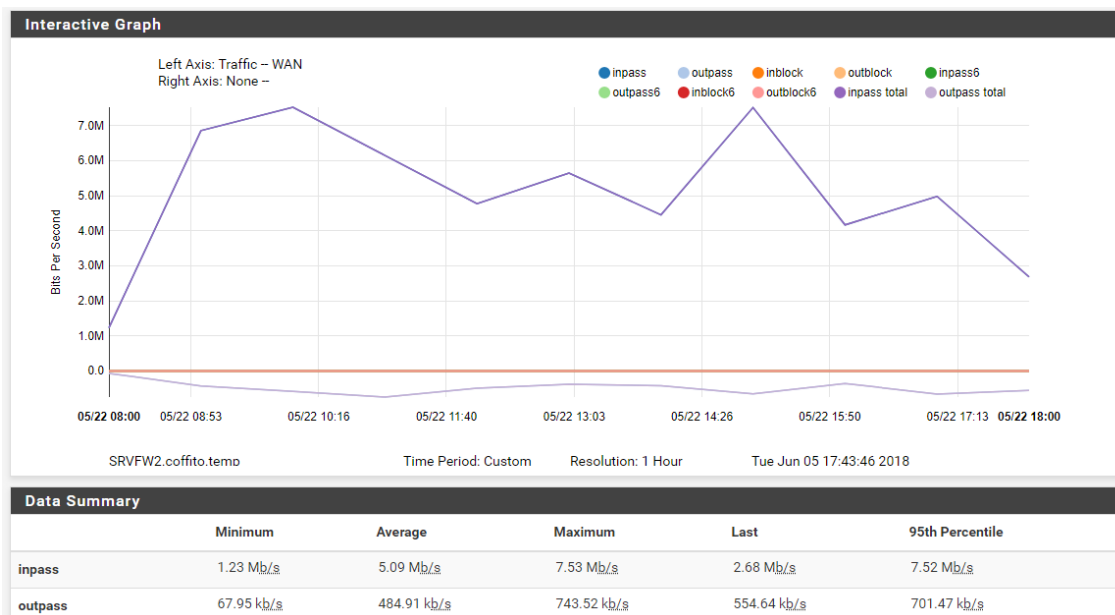 Interactive Graph
Left Axis: Traffic -- WAN
Right Axis: None --
inpass outpass inblock outblock inpass6
outpass6 inblock6 outblock6 inpass total outpass total
Bits Per Second
7.0M
6.0M
5.0M
4.0M
3.0M
2.0M
1.0M
0.0
05/22 08:00 05/22 08:53 05/22 10:16 05/22 11:40 05/22 13:03 05/22 14:26 05/22 15:50 05/22 17:13 05/22 18:00
SRVFW2.coffito.temp Time Period: Custom Resolution: 1 Hour Tue Jun 05 17:43:46 2018
Data Summary
Minimum Average Maximum Last 95th Percentile
inpass 1.23 Mb/s 5.09 Mb/s 7.53 Mb/s 2.68 Mb/s 7.52 Mb/s
outpass 67.95 kb/s 484.91 kb/s 743.52 kb/s 554.64 kb/s 701.47 kb/s